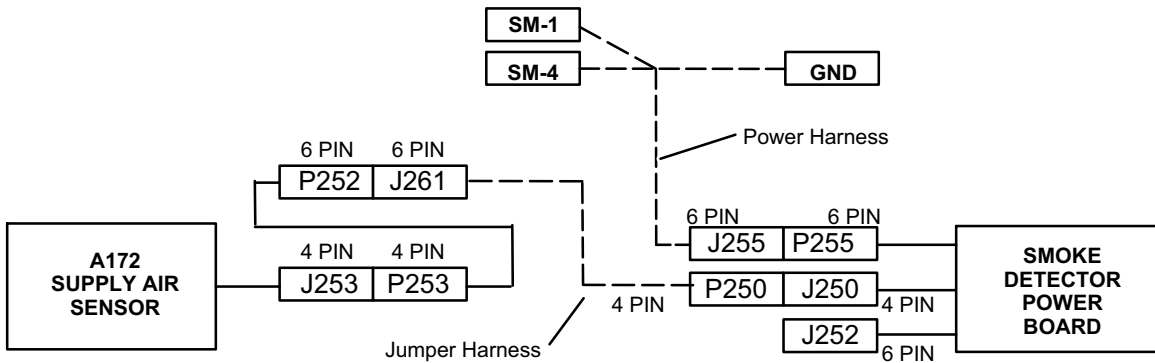 SM-1
SM-4
GND
Power Harness
6 PIN 6 PIN
P252 J261
6 PIN 6 PIN
J255 P255
A172
SUPPLY AIR
SENSOR
4 PIN 4 PIN
J253 P253
P250 J250
4 PIN 4 PIN
J252
6 PIN
SMOKE
DETECTOR
POWER
BOARD
Jumper Harness